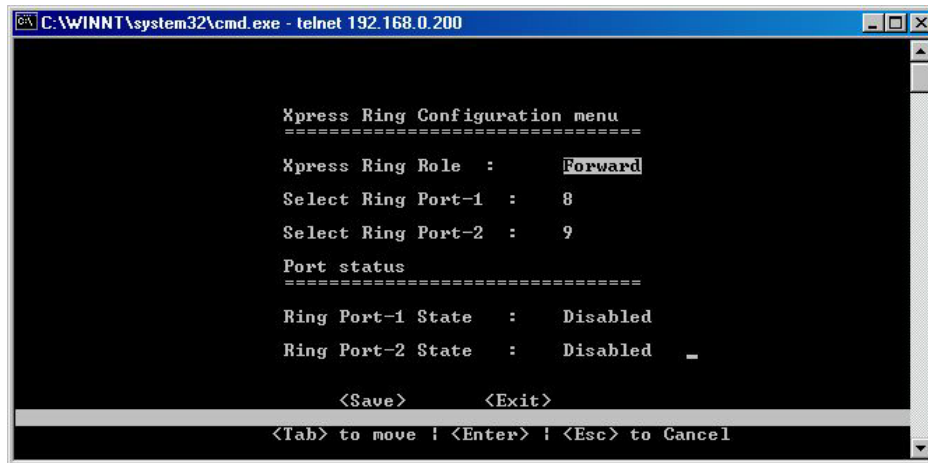 C:\WINNT\system32\cmd.exe - telnet 192.168.0.200
Xpress Ring Configuration menu
================================
Xpress Ring Role : Forward
Select Ring Port-1 : 8
Select Ring Port-2 : 9
Port status
================================
Ring Port-1 State : Disabled
Ring Port-2 State : Disabled _
<Save> <Exit>
<Tab> to move ¦ <Enter> ¦ <Esc> to Cancel